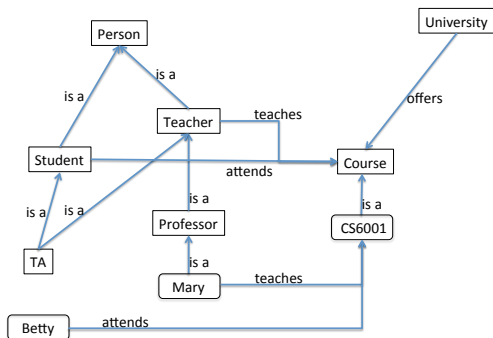 University
Person
is a
is a
offers
Teacher
teaches
Student
attends
Course
is a
is a
is a
is a
Professor
CS6001
TA
is a
Mary
teaches
Betty
attends